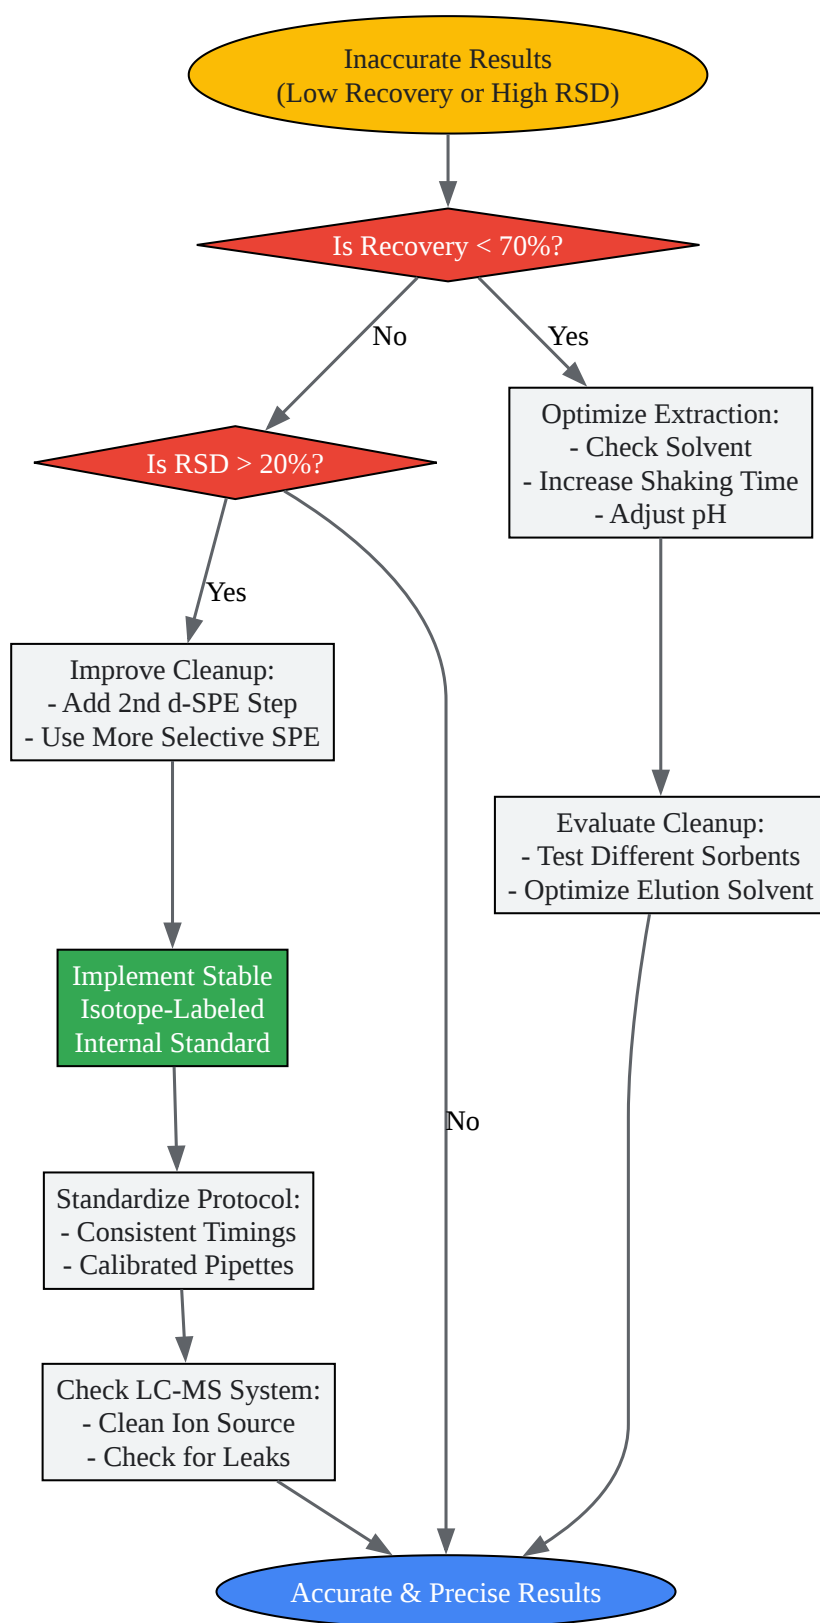 Inaccurate Results
(Low Recovery or High RSD)
Is Recovery < 70%?
No
Yes
Optimize Extraction:
- Check Solvent
- Increase Shaking Time
- Adjust pH
Is RSD > 20%?
Yes
Improve Cleanup:
- Add 2nd d-SPE Step
- Use More Selective SPE
Evaluate Cleanup:
- Test Different Sorbents
- Optimize Elution Solvent
Implement Stable
Isotope-Labeled
Internal Standard
No
Standardize Protocol:
- Consistent Timings
- Calibrated Pipettes
Check LC-MS System:
- Clean Ion Source
- Check for Leaks
Accurate & Precise Results